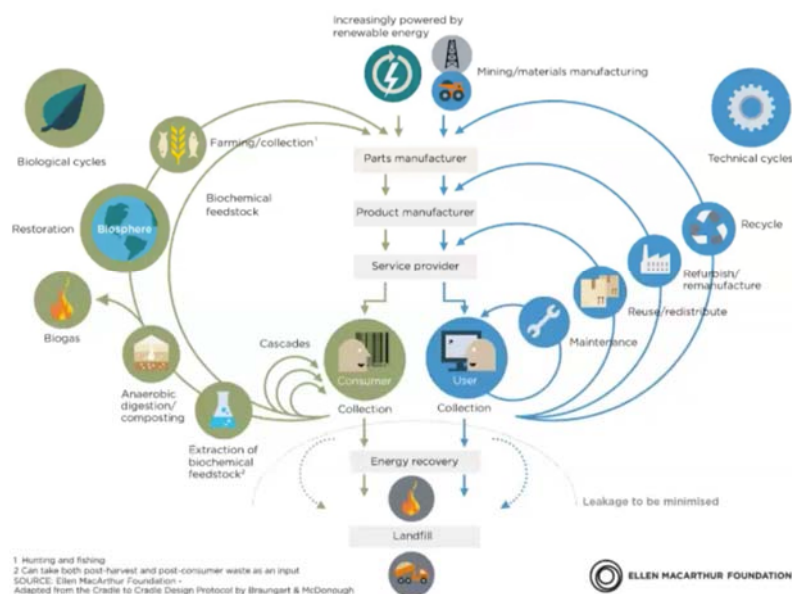 Increasingly powered by
renewable energy
Mining/materials manufacturing
Biological cycles
Farming/collection¹
Parts manufacturer
Technical cycles
Biochemical
feedstock
Product manufacturer
Restoration
Biosphere
Recycle
Service provider
Refurbish/
remanufacture
Reuse/redistribute
Biogas
Cascades
Maintenance
Consumer
User
Anaerobic
digestion/
composting
Collection
Collection
Extraction of
biochemical
feedstock²
Energy recovery
Leakage to be minimised
Landfill
1 Hunting and fishing
2 Can take both post-harvest and post-consumer waste as an input
SOURCE: Ellen MacArthur Foundation -
Adapted from the Cradle to Cradle Design Protocol by Braungart & McDonough
ELLEN MACARTHUR FOUNDATION